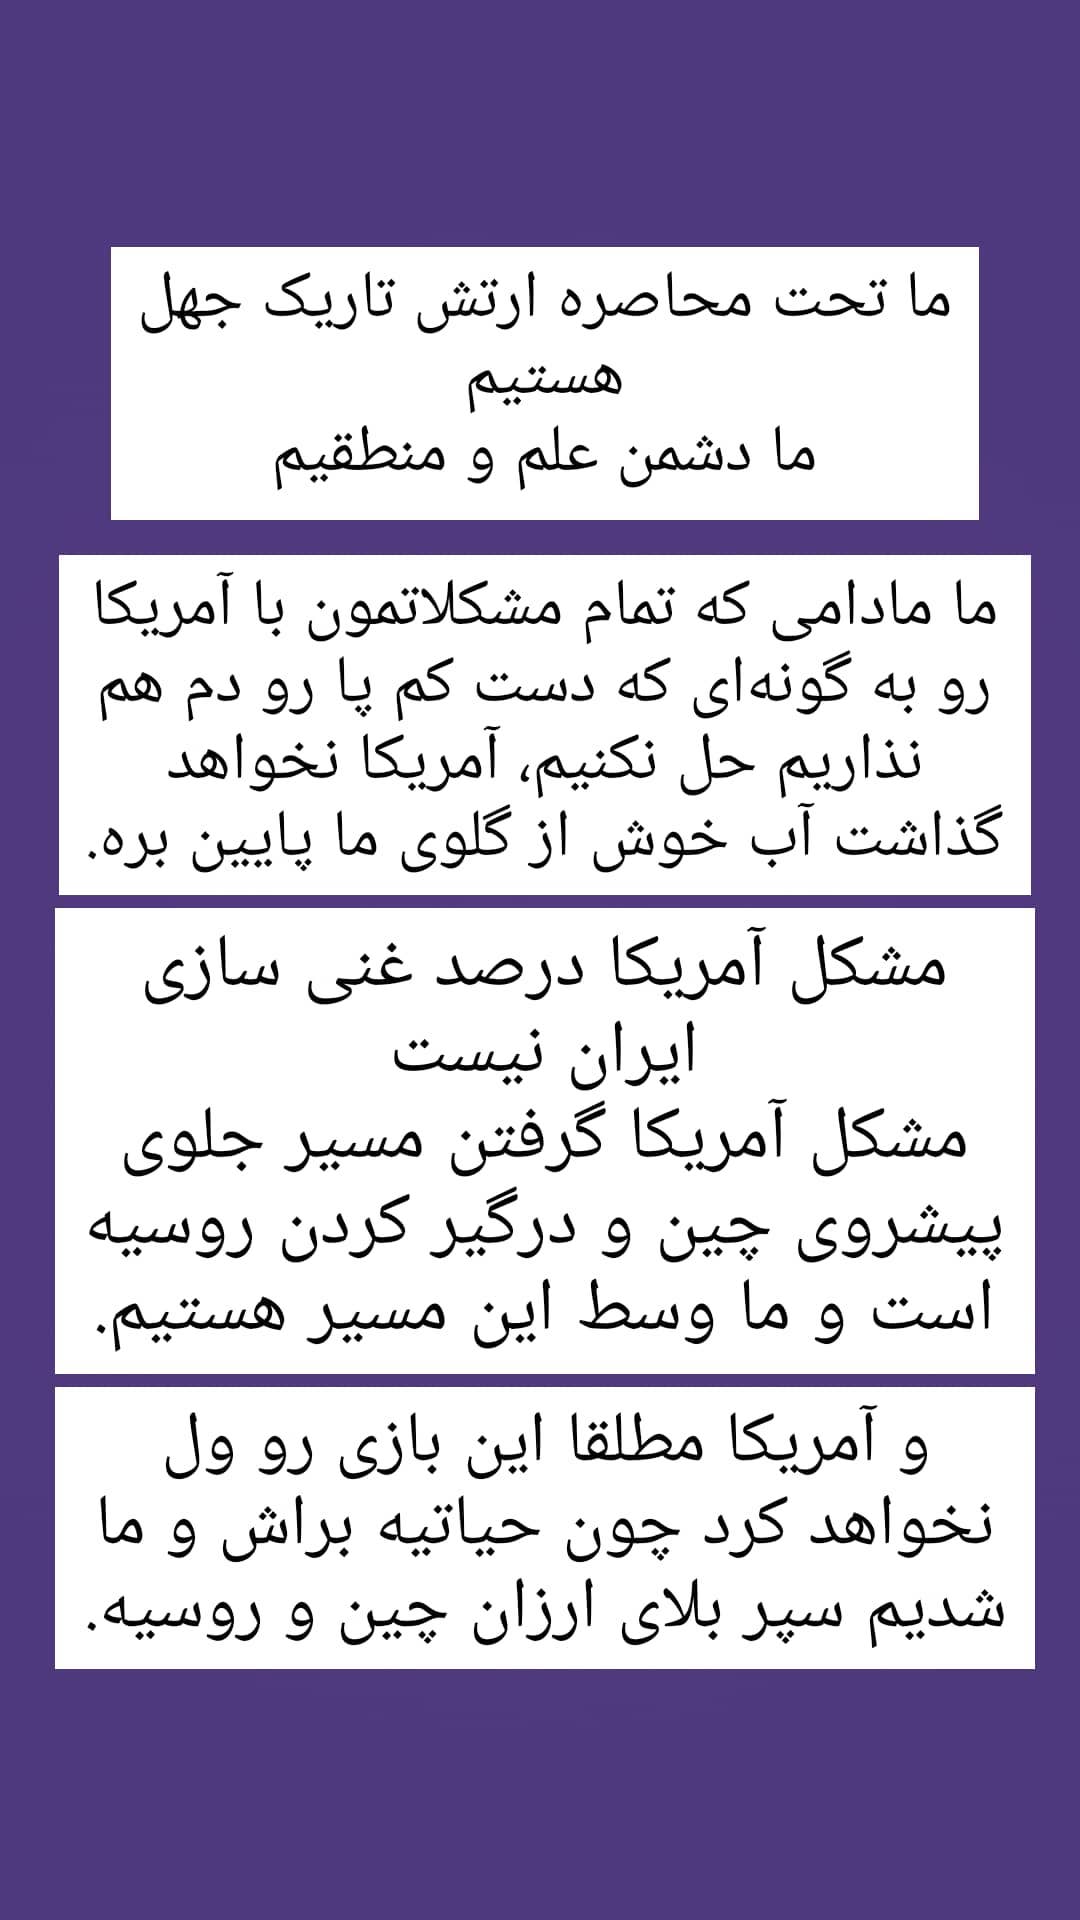 ما تحت محاصره ارتش تاریک جهل
هستیم
ما دشمن علم و منطقیم
ما مادامی که تمام مشکلاتمون با آمریکا
رو به گونه‌ای که دست کم پا رو دم هم
نذاریم حل نکنیم، آمریکا نخواهد
گذاشت آب خوش از گلوی ما پایین بره.
مشکل آمریکا درصد غنی سازی
ایران نیست
مشکل آمریکا گرفتن مسیر جلوی
پیشروی چین و درگیر کردن روسیه
است و ما وسط این مسیر هستیم.
و آمریکا مطلقا این بازی رو ول
نخواهد کرد چون حیاتیه براش و ما
شدیم سپر بلای ارزان چین و روسیه.